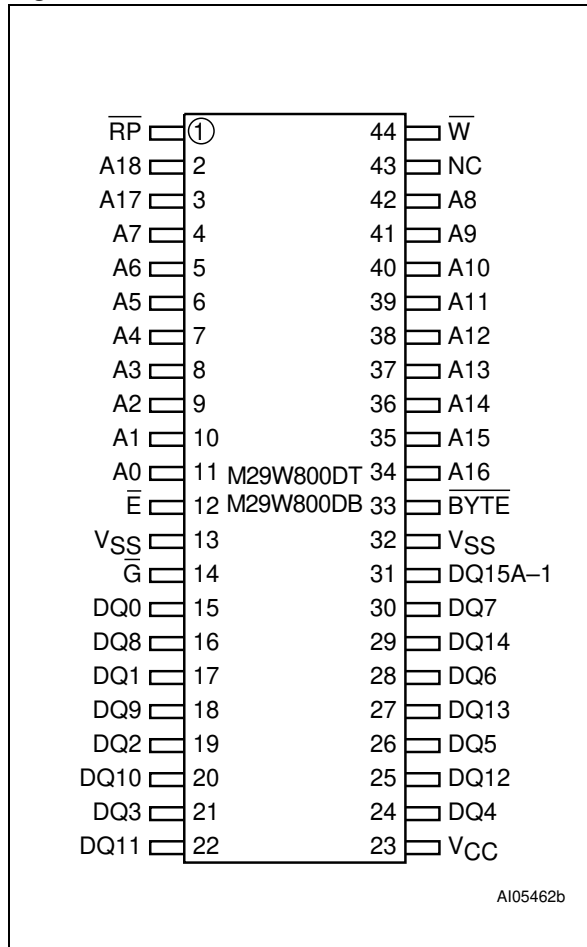 R̅P̅ 1 44 W̅
A18 2 43 NC
A17 3 42 A8
A7 4 41 A9
A6 5 40 A10
A5 6 39 A11
A4 7 38 A12
A3 8 37 A13
A2 9 36 A14
A1 10 35 A15
A0 11 M29W800DT 34 A16
E̅ 12 M29W800DB 33 B̅Y̅T̅E̅
VSS 13 32 VSS
G̅ 14 31 DQ15A–1
DQ0 15 30 DQ7
DQ8 16 29 DQ14
DQ1 17 28 DQ6
DQ9 18 27 DQ13
DQ2 19 26 DQ5
DQ10 20 25 DQ12
DQ3 21 24 DQ4
DQ11 22 23 VCC
AI05462b